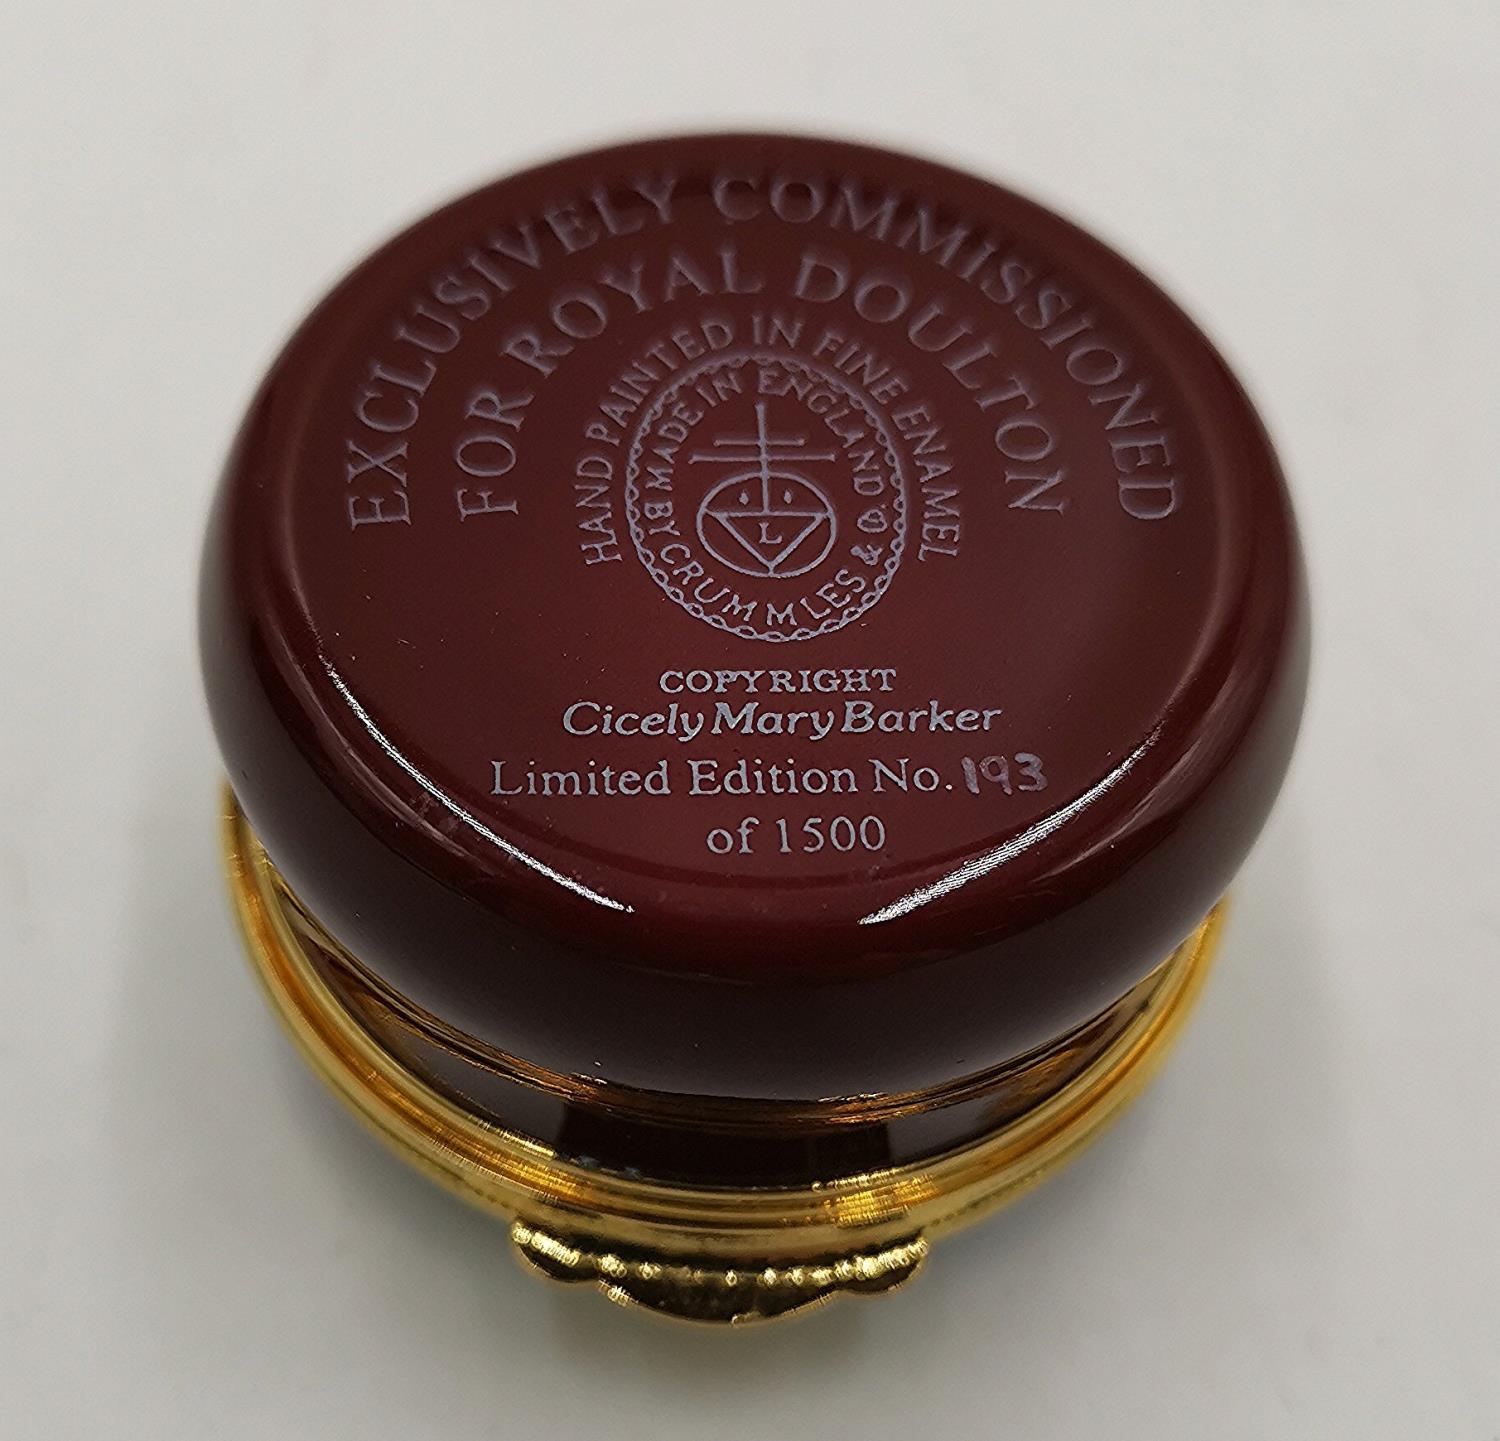 EXCLUSIVELY COMMISSIONED
FOR ROYAL DOULTON
HAND PAINTED IN FINE ENAMEL
MADE IN ENGLAND
BY CRUMMLES & Co.
L
COPYRIGHT
Cicely Mary Barker
Limited Edition No. 193
of 1500